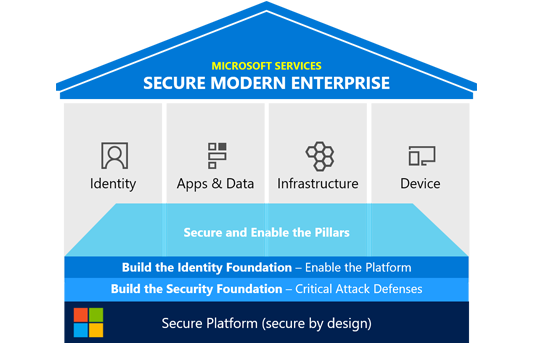 MICROSOFT SERVICES
SECURE MODERN ENTERPRISE
Identity
Apps & Data
Infrastructure
Device
Secure and Enable the Pillars
Build the Identity Foundation – Enable the Platform
Build the Security Foundation – Critical Attack Defenses
Secure Platform (secure by design)